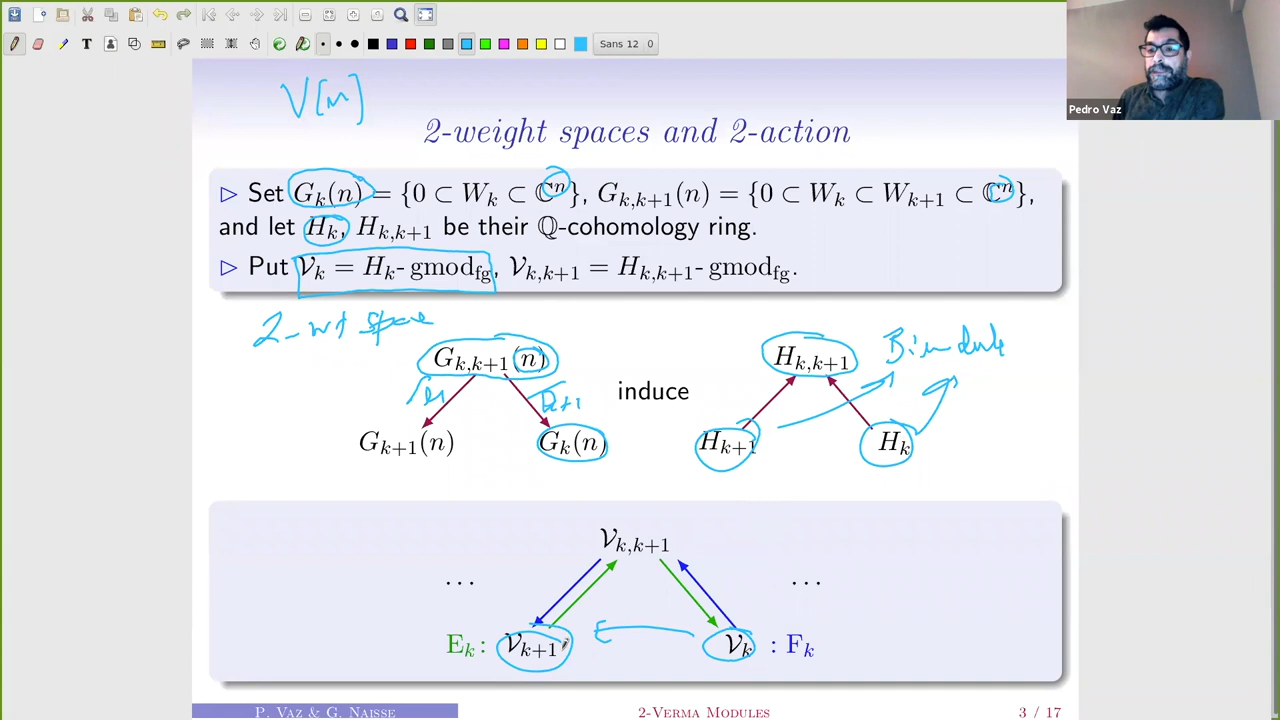 Sans 12 0
Pedro Vaz
V[n]
2-weight spaces and 2-action
▷ Set G_k(n) = {0 ⊂ W_k ⊂ ℂ^n}, G_{k,k+1}(n) = {0 ⊂ W_k ⊂ W_{k+1} ⊂ ℂ^n},
and let H_k, H_{k,k+1} be their ℚ-cohomology ring.
▷ Put 𝒱_k = H_k- gmod_fg, 𝒱_{k,k+1} = H_{k,k+1}- gmod_fg.
2-wt space
Bimodule
G_{k,k+1}(n) induce H_{k,k+1}
G_{k+1}(n) G_k(n) H_{k+1} H_k
𝒱_{k,k+1}
... ...
E_k : 𝒱_{k+1} 𝒱_k : F_k
P. Vaz & G. Naisse 2-Verma Modules 3 / 17